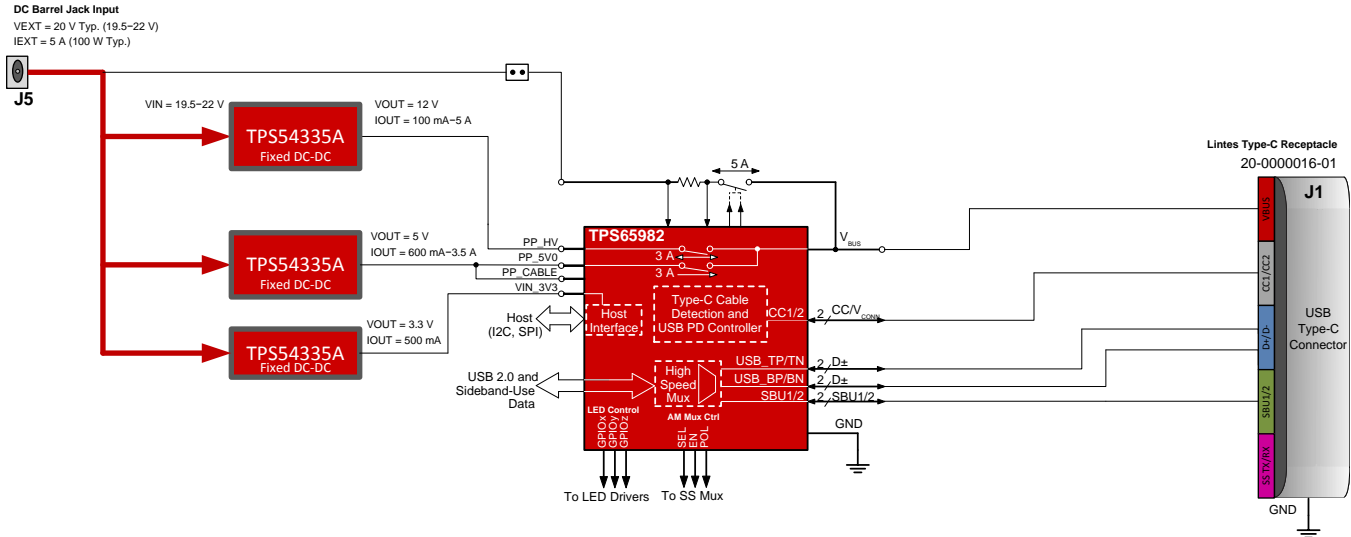 DC Barrel Jack Input
VEXT = 20 V Typ. (19.5−22 V)
IEXT = 5 A (100 W Typ.)
J5
VIN = 19.5−22 V
TPS54335A
Fixed DC-DC
VOUT = 12 V
IOUT = 100 mA−5 A
TPS54335A
Fixed DC-DC
VOUT = 5 V
IOUT = 600 mA−3.5 A
TPS54335A
Fixed DC-DC
VOUT = 3.3 V
IOUT = 500 mA
5 A
TPS65982
PP_HV
PP_5V0
PP_CABLE
VIN_3V3
3 A
3 A
VBUS
Host
(I2C, SPI)
Host
Interface
Type-C Cable
Detection and
USB PD Controller
CC1/2
2 CC/VCONN
USB 2.0 and
Sideband-Use
Data
High
Speed
Mux
USB_TP/TN
2 D±
USB_BP/BN
2 D±
SBU1/2
2 SBU1/2
LED Control
AM Mux Ctrl
GPIOx
GPIOy
GPIOz
SEL
EN
POL
To LED Drivers
To SS Mux
GND
Lintes Type-C Receptacle
20-0000016-01
J1
VBUS
CC1/CC2
D+/D-
SBU1/2
SS TX/RX
USB
Type-C
Connector
GND